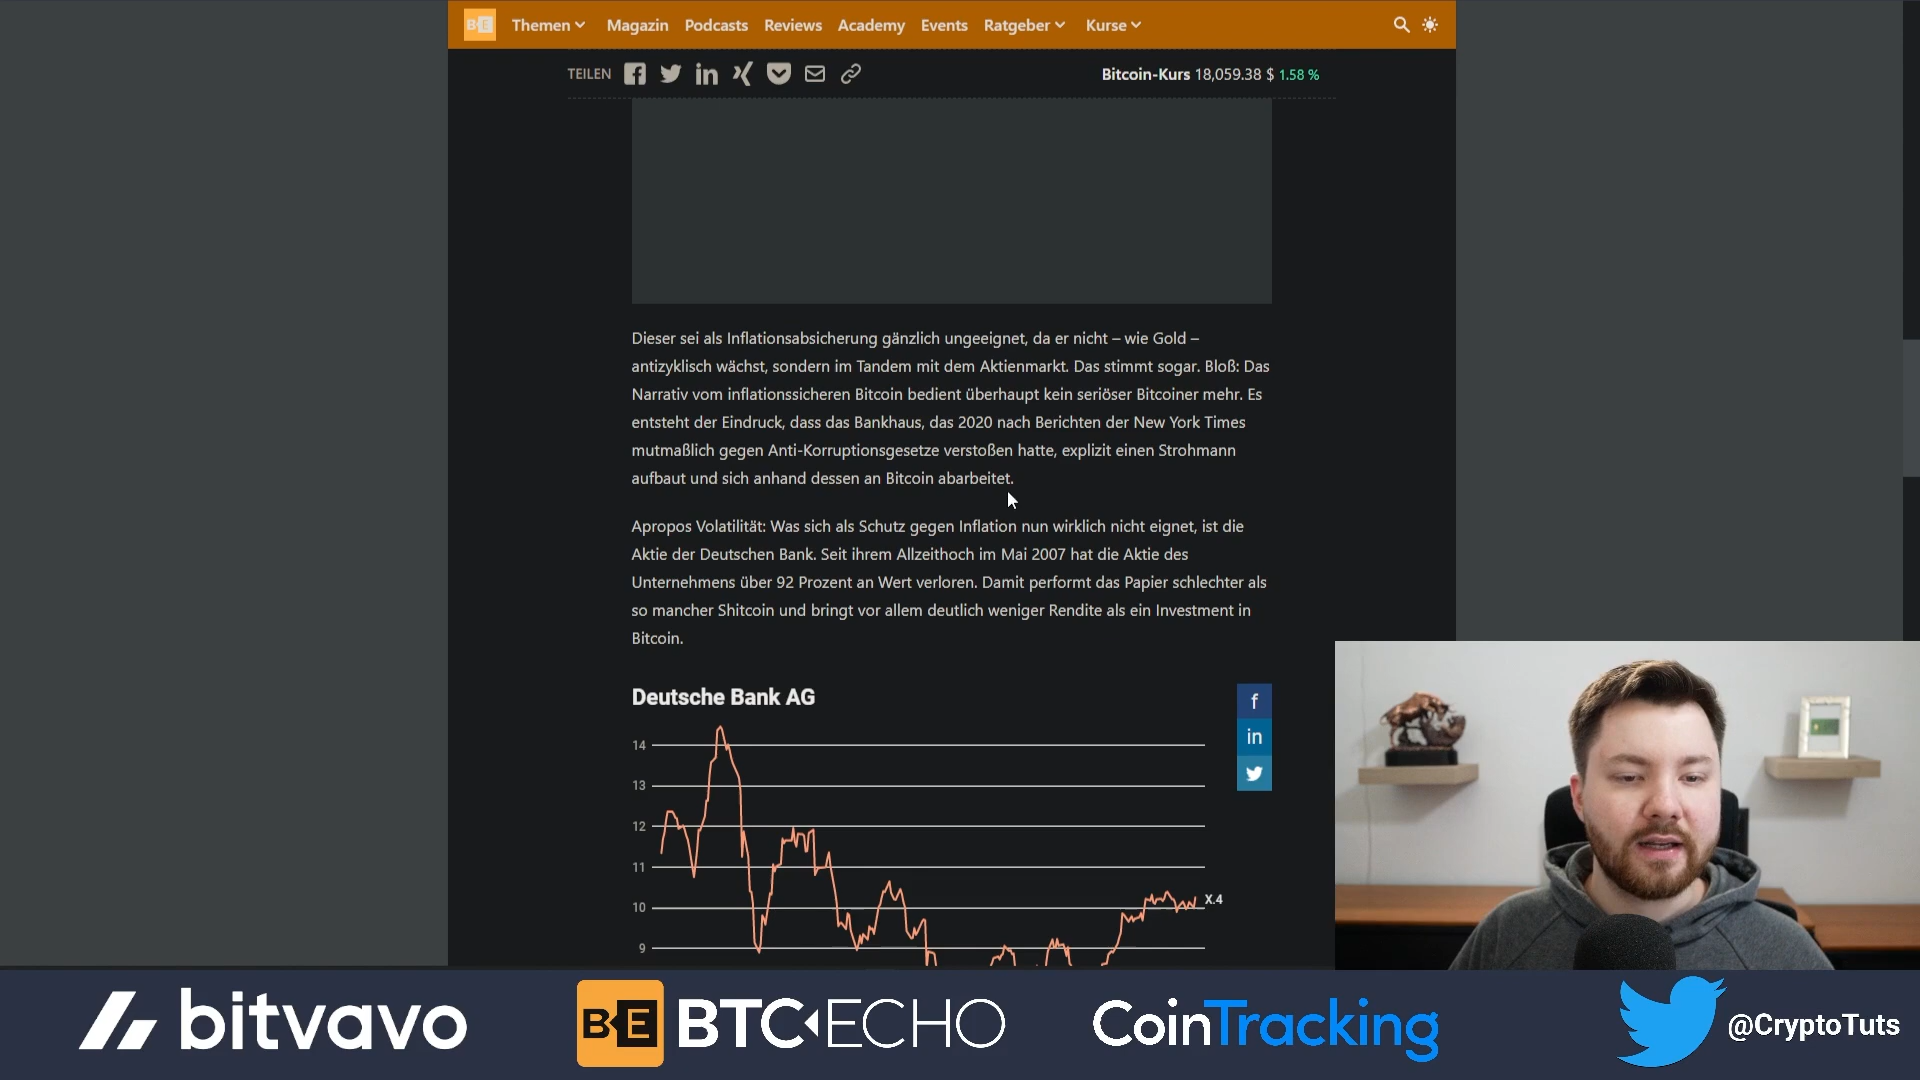 BE Themen Magazin Podcasts Reviews Academy Events Ratgeber Kurse
TEILEN
Bitcoin-Kurs 18,059.38 $ 1.58 %
Dieser sei als Inflationsabsicherung gänzlich ungeeignet, da er nicht – wie Gold –
antizyklisch wächst, sondern im Tandem mit dem Aktienmarkt. Das stimmt sogar. Bloß: Das
Narrativ vom inflationssicheren Bitcoin bedient überhaupt kein seriöser Bitcoiner mehr. Es
entsteht der Eindruck, dass das Bankhaus, das 2020 nach Berichten der New York Times
mutmaßlich gegen Anti-Korruptionsgesetze verstoßen hatte, explizit einen Strohmann
aufbaut und sich anhand dessen an Bitcoin abarbeitet.
Apropos Volatilität: Was sich als Schutz gegen Inflation nun wirklich nicht eignet, ist die
Aktie der Deutschen Bank. Seit ihrem Allzeithoch im Mai 2007 hat die Aktie des
Unternehmens über 92 Prozent an Wert verloren. Damit performt das Papier schlechter als
so mancher Shitcoin und bringt vor allem deutlich weniger Rendite als ein Investment in
Bitcoin.
Deutsche Bank AG
14
13
12
11
10
X.4
9
bitvavo
BE BTC ECHO
CoinTracking
@CryptoTuts